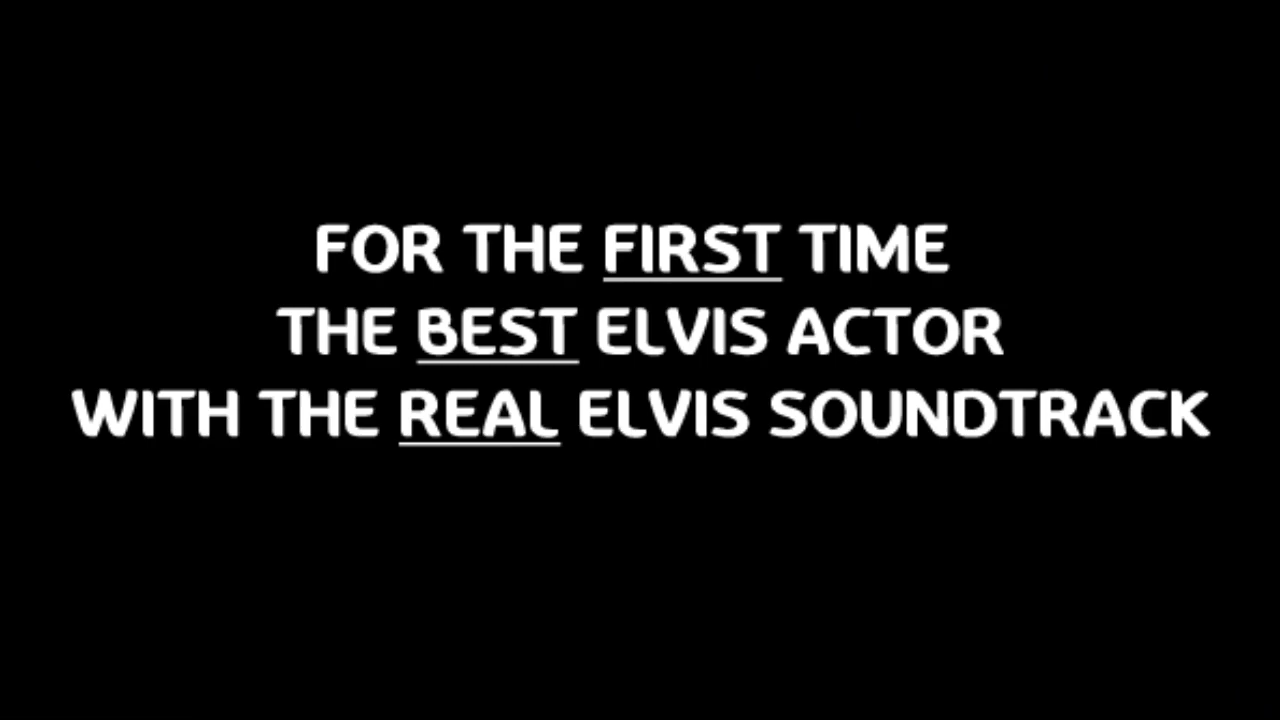 FOR THE FIRST TIME
THE BEST ELVIS ACTOR
WITH THE REAL ELVIS SOUNDTRACK